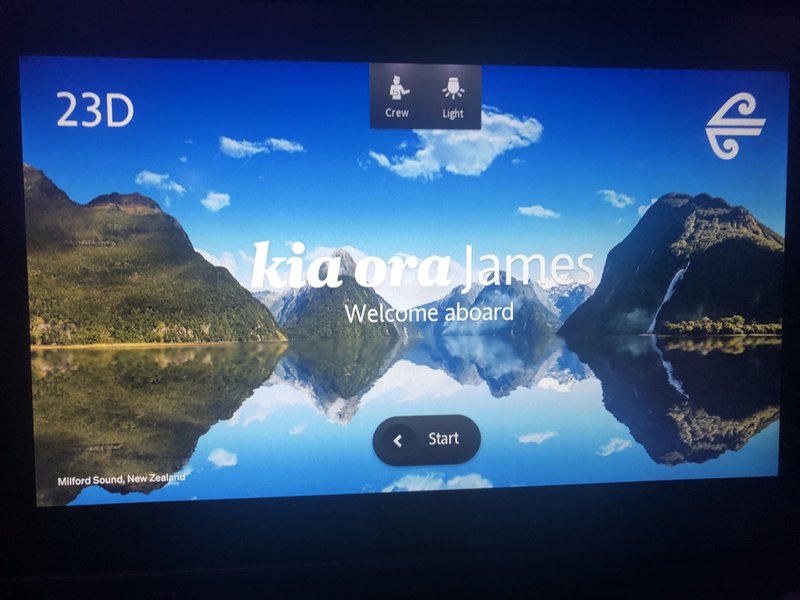 23D
Crew
Light
kia ora James
Welcome aboard
Start
Milford Sound, New Zealand